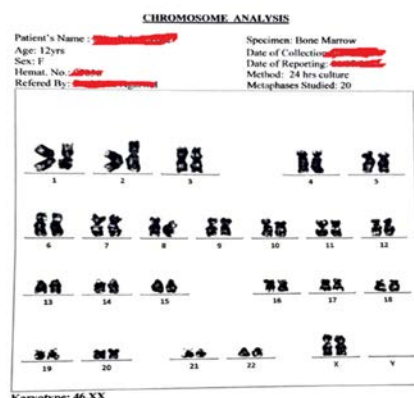 CHROMOSOME ANALYSIS
Patient's Name :
Age: 12yrs
Sex: F
Hemat. No.:
Refered By:
Specimen: Bone Marrow
Date of Collection:
Date of Reporting:
Method: 24 hrs culture
Metaphases Studied: 20
1 2 3 4 5
6 7 8 9 10 11 12
13 14 15 16 17 18
19 20 21 22 X Y
Karyotype: 46,XX